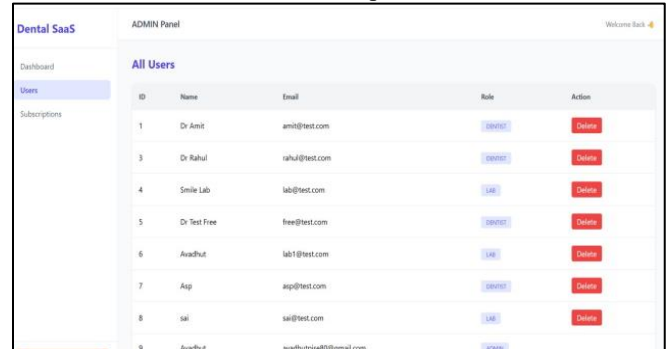 Dental SaaS
ADMIN Panel
Welcome Back
Dashboard
Users
Subscriptions
All Users
ID Name Email Role Action
1 Dr Amit amit@test.com DENTIST Delete
3 Dr Rahul rahul@test.com DENTIST Delete
4 Smile Lab lab@test.com LAB Delete
5 Dr Test Free free@test.com DENTIST Delete
6 Avadhut lab1@test.com LAB Delete
7 Asp asp@test.com DENTIST Delete
8 sai sai@test.com LAB Delete
9 Avadhut ADMIN